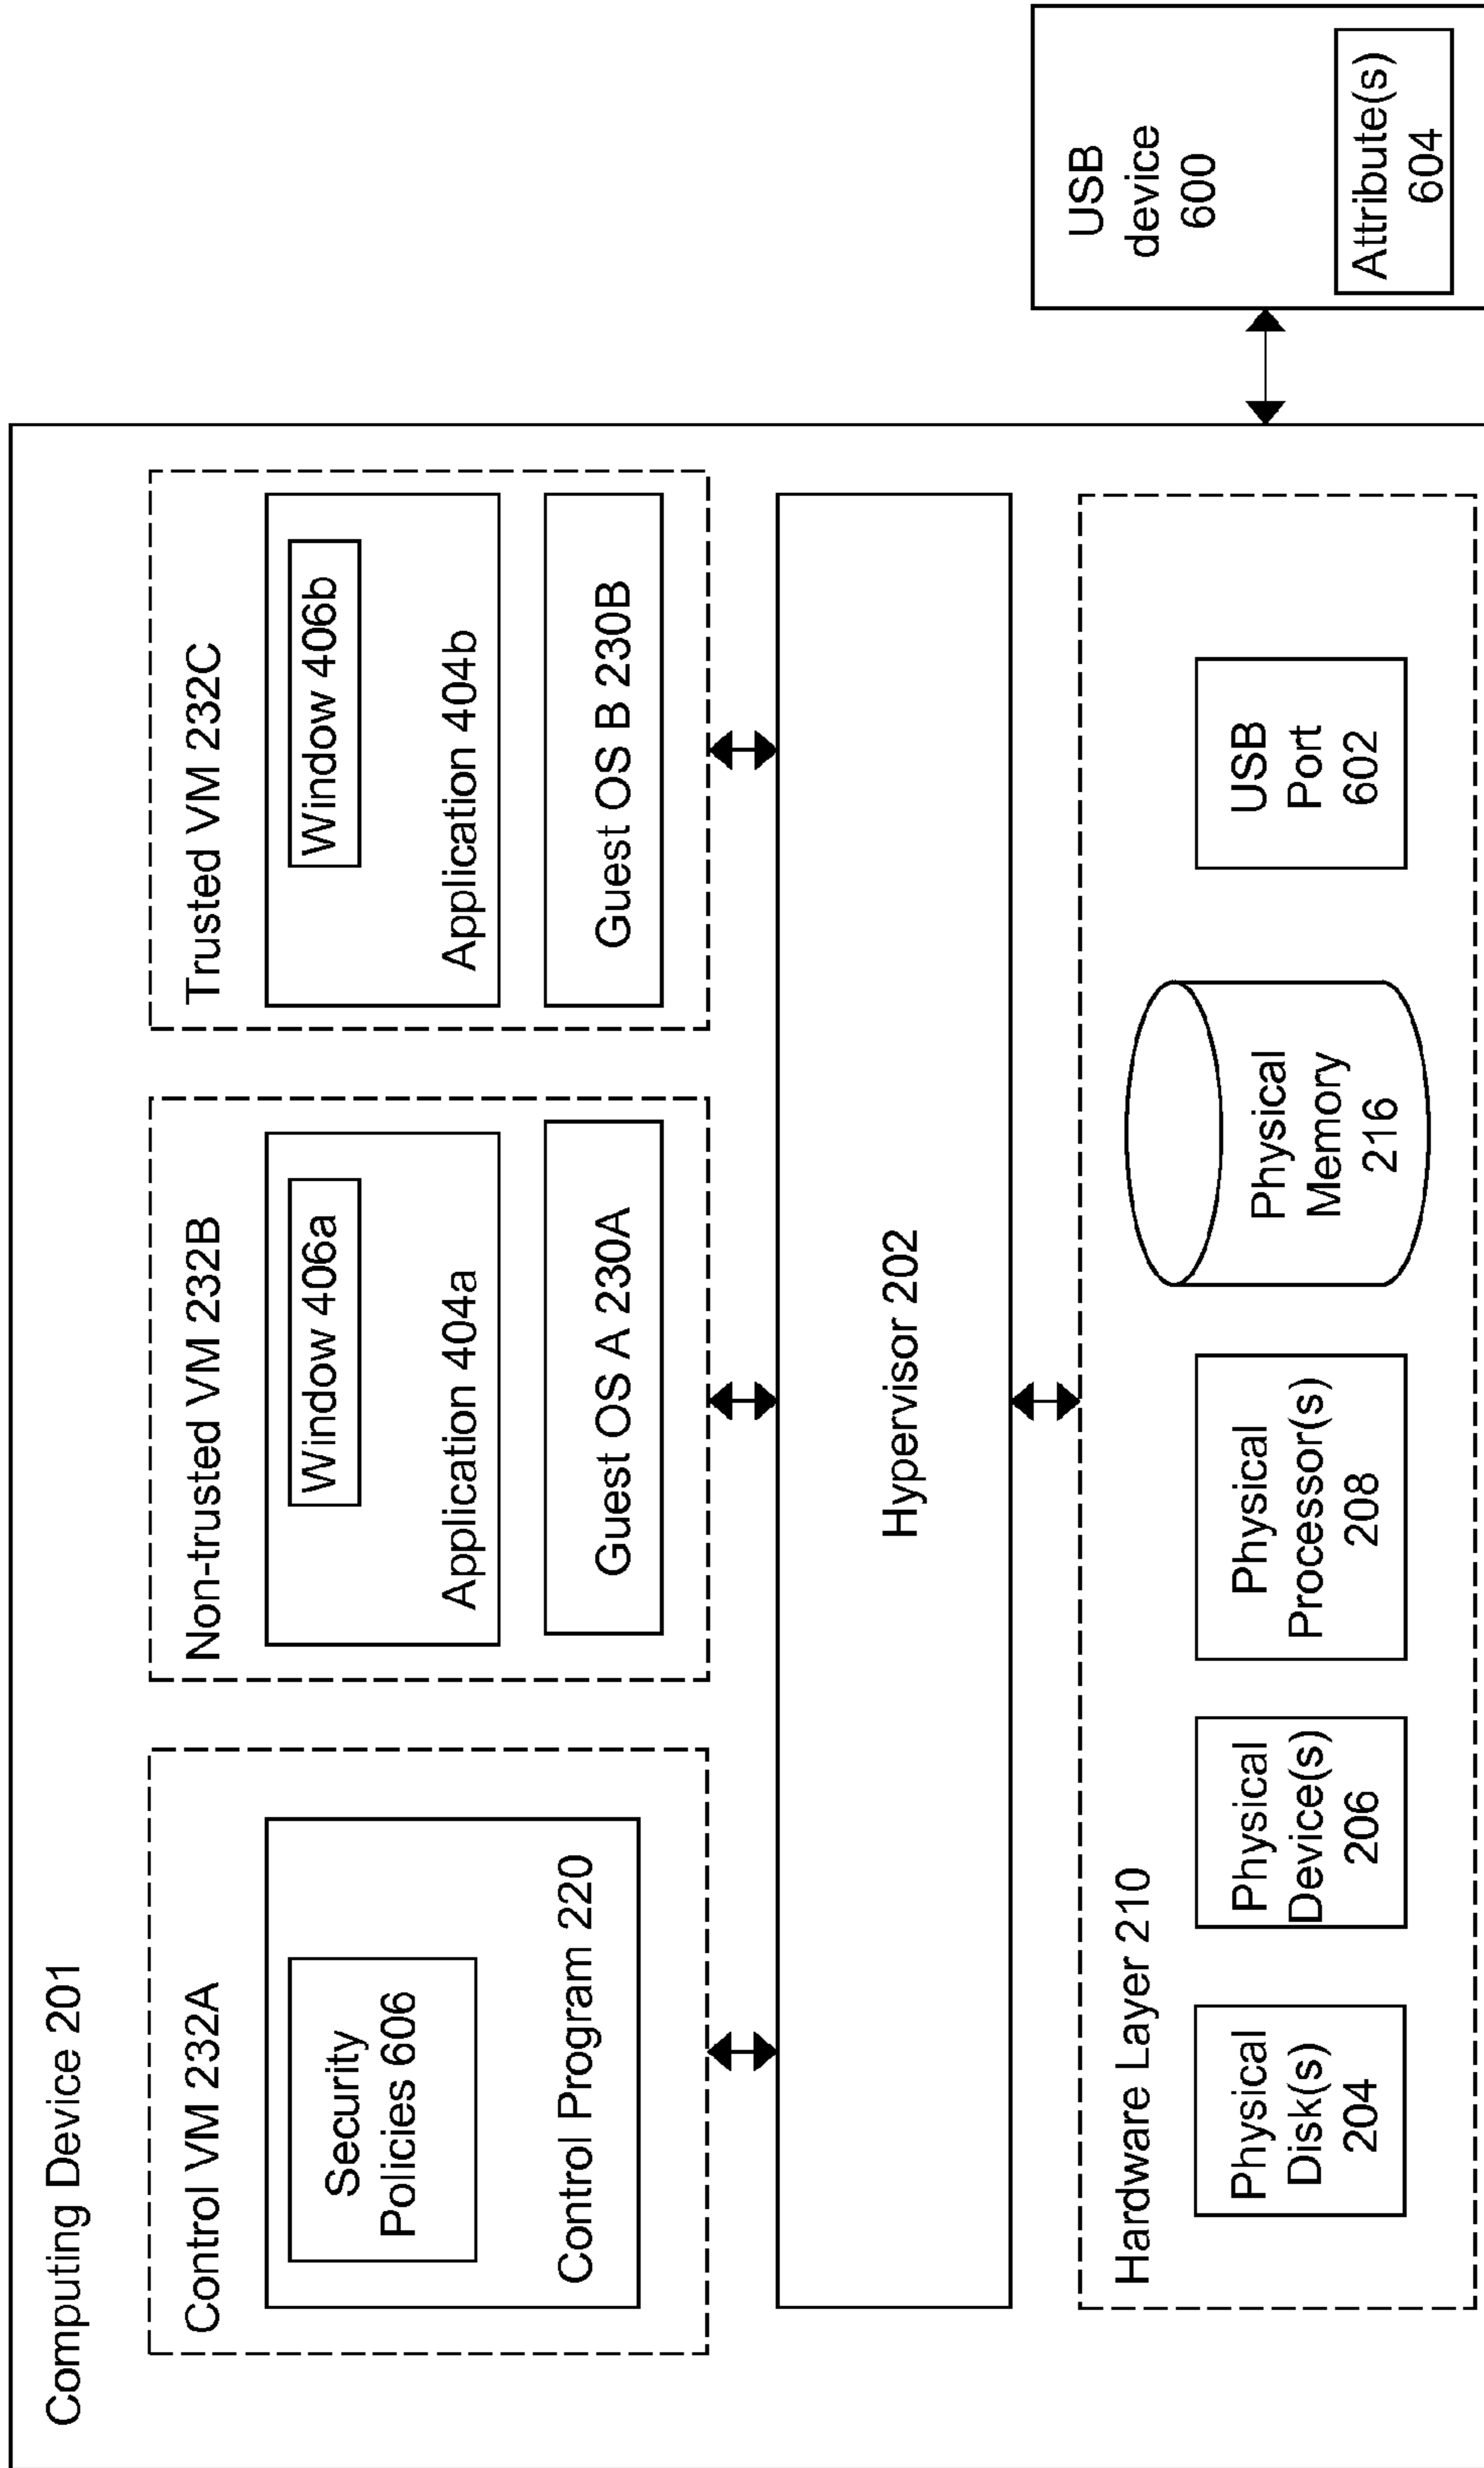 Computing Device 201
Control VM 232A
Security
Policies 606
Control Program 220
Non-trusted VM 232B
Window 406a
Application 404a
Guest OS A 230A
Trusted VM 232C
Window 406b
Application 404b
Guest OS B 230B
Hypervisor 202
Hardware Layer 210
Physical
Disk(s)
204
Physical
Device(s)
206
Physical
Processor(s)
208
Physical
Memory
216
USB
Port
602
USB
device
600
Attribute(s)
604